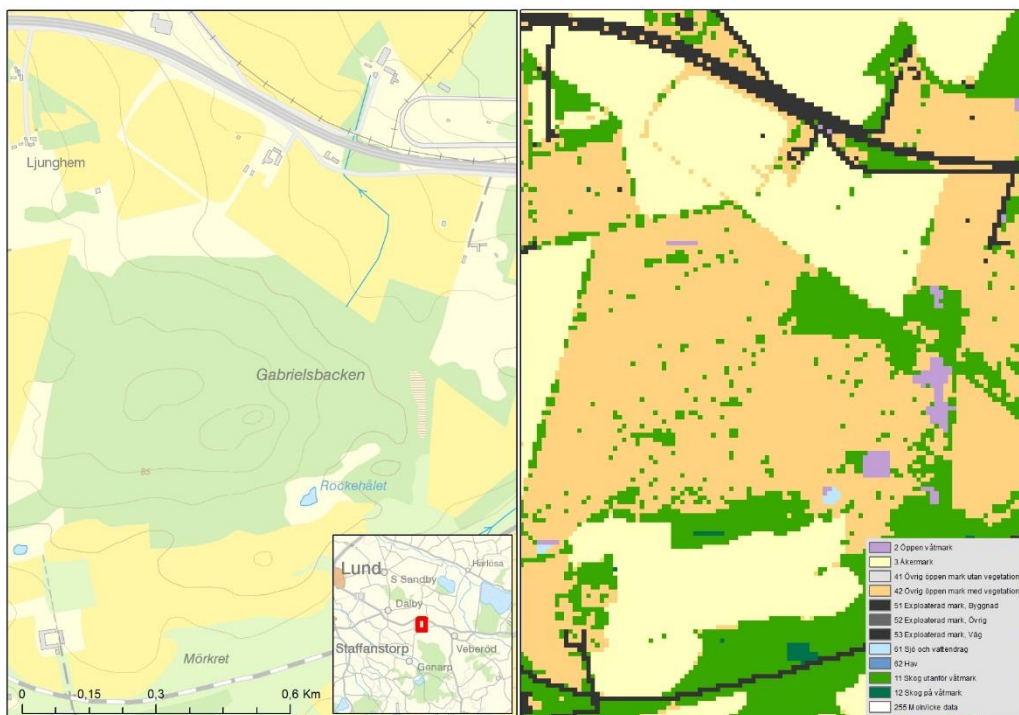 Ljunghem
Gabrielsbacken
85
Rockehålet
Mörkret
0 0,15 0,3 0,6 Km
Lund
S Sandby
Harlösa
Dalby
Staffanstorp
Veberöd
Genarp
2 Öppen våtmark
3 Åkermark
41 Övrig öppen mark utan vegetation
42 Övrig öppen mark med vegetation
51 Exploaterad mark, Byggnad
52 Exploaterad mark, Övrig
53 Exploaterad mark, Väg
61 Sjö och vattendrag
62 Hav
11 Skog utanför våtmark
12 Skog på våtmark
255 Moln/icke data